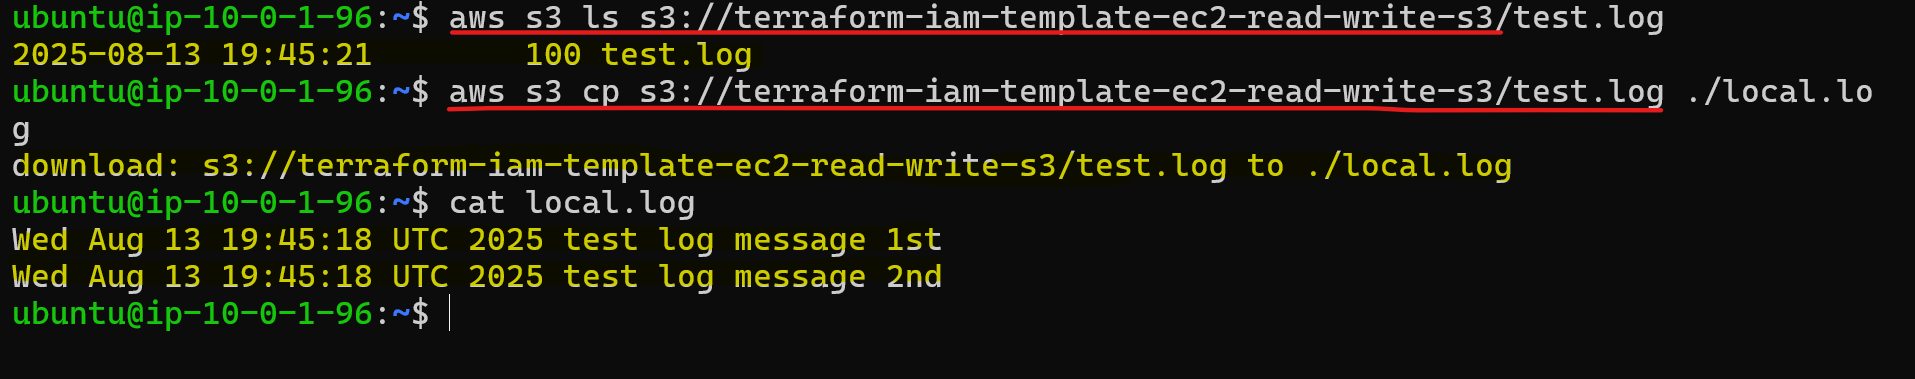 ubuntu@ip-10-0-1-96:~$ aws s3 ls s3://terraform-iam-template-ec2-read-write-s3/test.log
2025-08-13 19:45:21        100 test.log
ubuntu@ip-10-0-1-96:~$ aws s3 cp s3://terraform-iam-template-ec2-read-write-s3/test.log ./local.lo
g
download: s3://terraform-iam-template-ec2-read-write-s3/test.log to ./local.log
ubuntu@ip-10-0-1-96:~$ cat local.log
Wed Aug 13 19:45:18 UTC 2025 test log message 1st
Wed Aug 13 19:45:18 UTC 2025 test log message 2nd
ubuntu@ip-10-0-1-96:~$